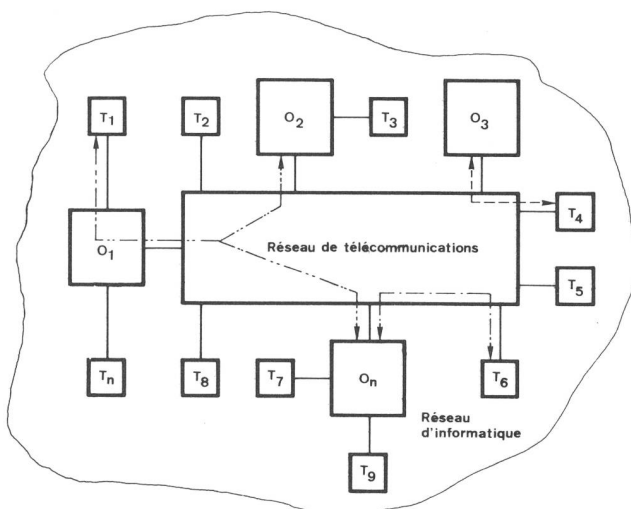 T1
T2
O2
T3
O3
T4
O1
Réseau de télécommunications
T5
Tn
T8
T7
On
T6
Réseau
d'informatique
T9